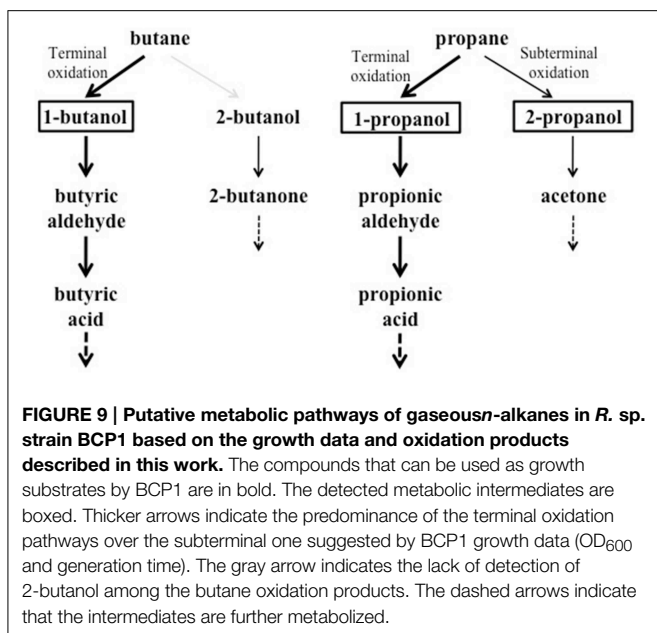 butane propane
Terminal oxidation Terminal oxidation Subterminal oxidation
1-butanol 2-butanol 1-propanol 2-propanol
butyric aldehyde 2-butanone propionic aldehyde acetone
butyric acid propionic acid
FIGURE 9 | Putative metabolic pathways of gaseousn-alkanes in R. sp.
strain BCP1 based on the growth data and oxidation products
described in this work. The compounds that can be used as growth
substrates by BCP1 are in bold. The detected metabolic intermediates are
boxed. Thicker arrows indicate the predominance of the terminal oxidation
pathways over the subterminal one suggested by BCP1 growth data (OD600
and generation time). The gray arrow indicates the lack of detection of
2-butanol among the butane oxidation products. The dashed arrows indicate
that the intermediates are further metabolized.